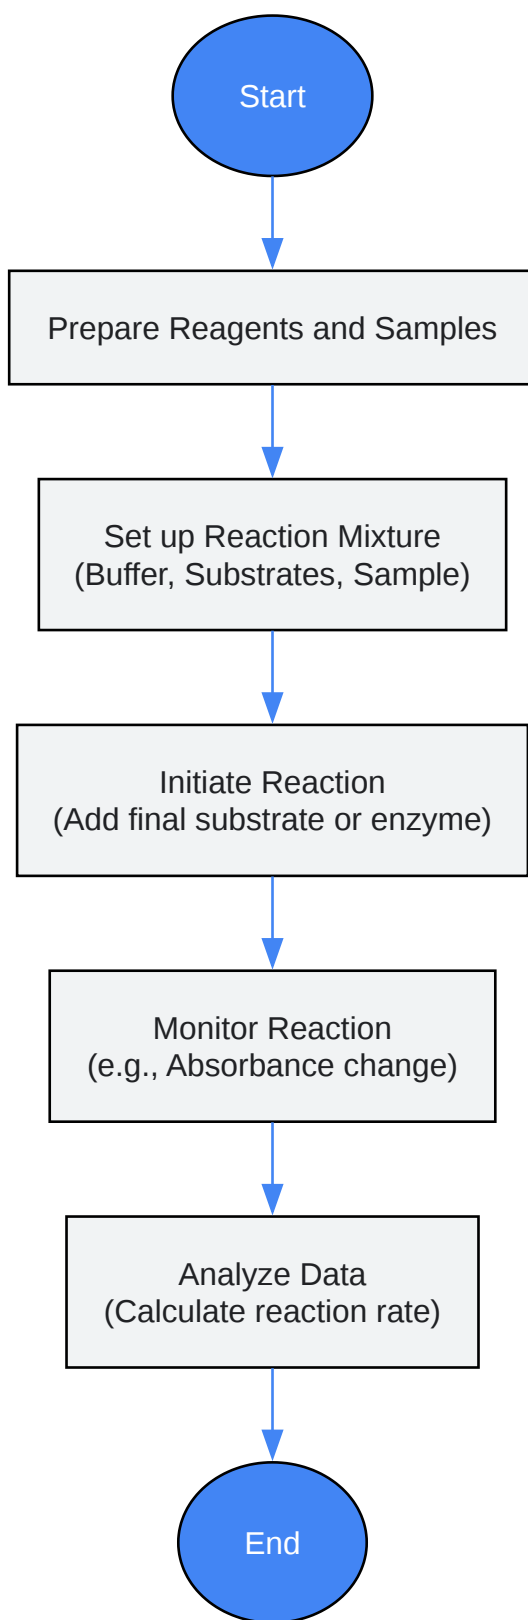 Start
Prepare Reagents and Samples
Set up Reaction Mixture
(Buffer, Substrates, Sample)
Initiate Reaction
(Add final substrate or enzyme)
Monitor Reaction
(e.g., Absorbance change)
Analyze Data
(Calculate reaction rate)
End